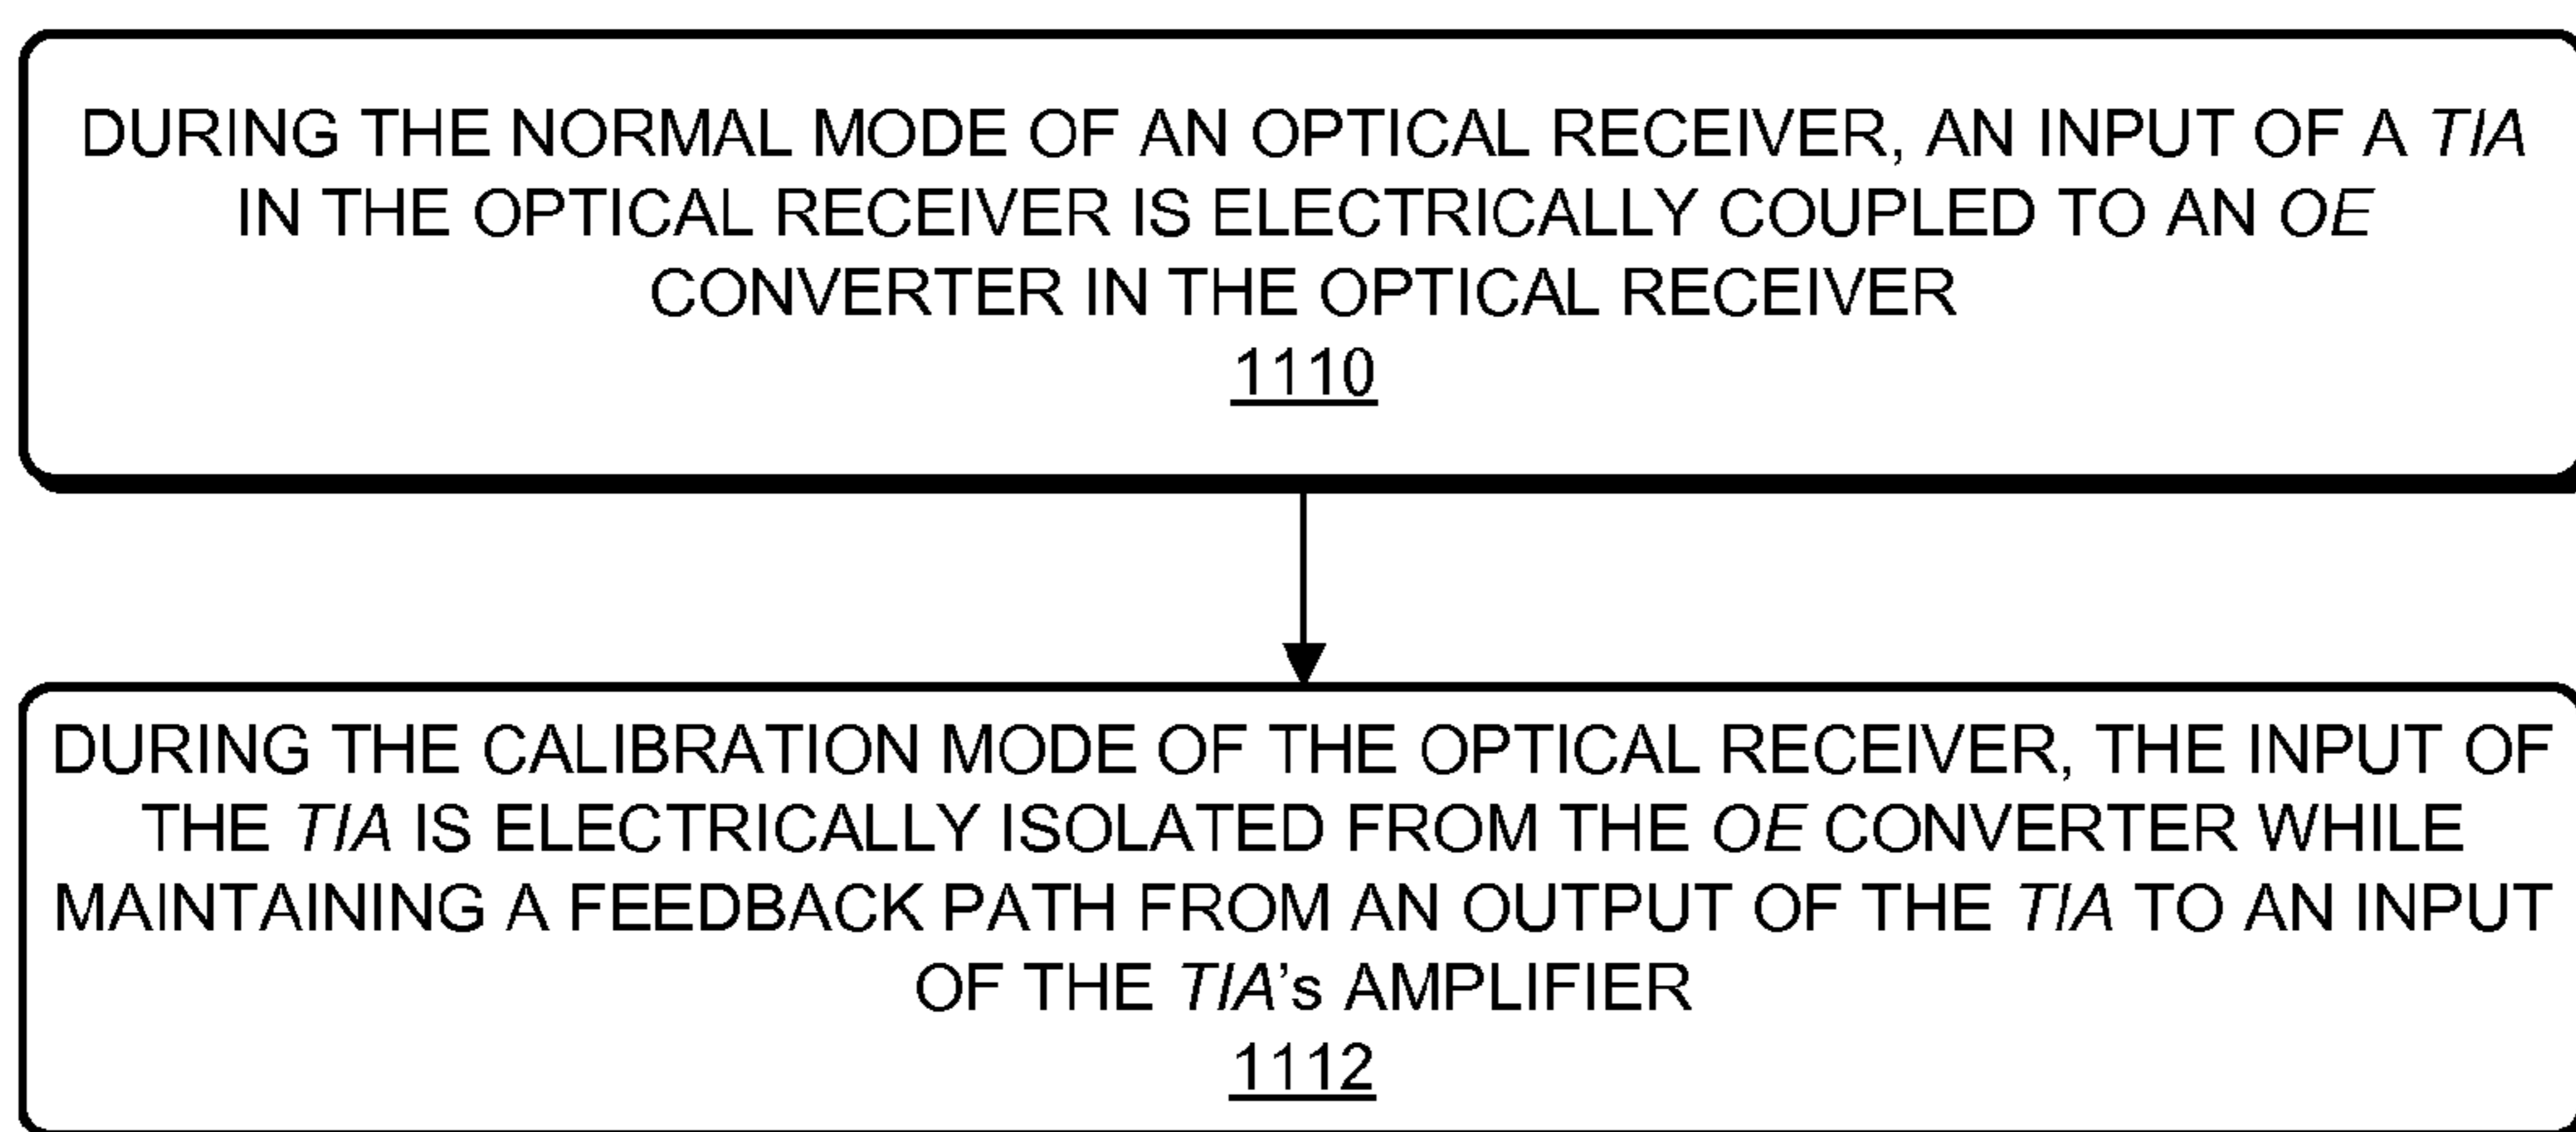 DURING THE NORMAL MODE OF AN OPTICAL RECEIVER, AN INPUT OF A TIA
IN THE OPTICAL RECEIVER IS ELECTRICALLY COUPLED TO AN OE
CONVERTER IN THE OPTICAL RECEIVER
1110
DURING THE CALIBRATION MODE OF THE OPTICAL RECEIVER, THE INPUT OF
THE TIA IS ELECTRICALLY ISOLATED FROM THE OE CONVERTER WHILE
MAINTAINING A FEEDBACK PATH FROM AN OUTPUT OF THE TIA TO AN INPUT
OF THE TIA’s AMPLIFIER
1112